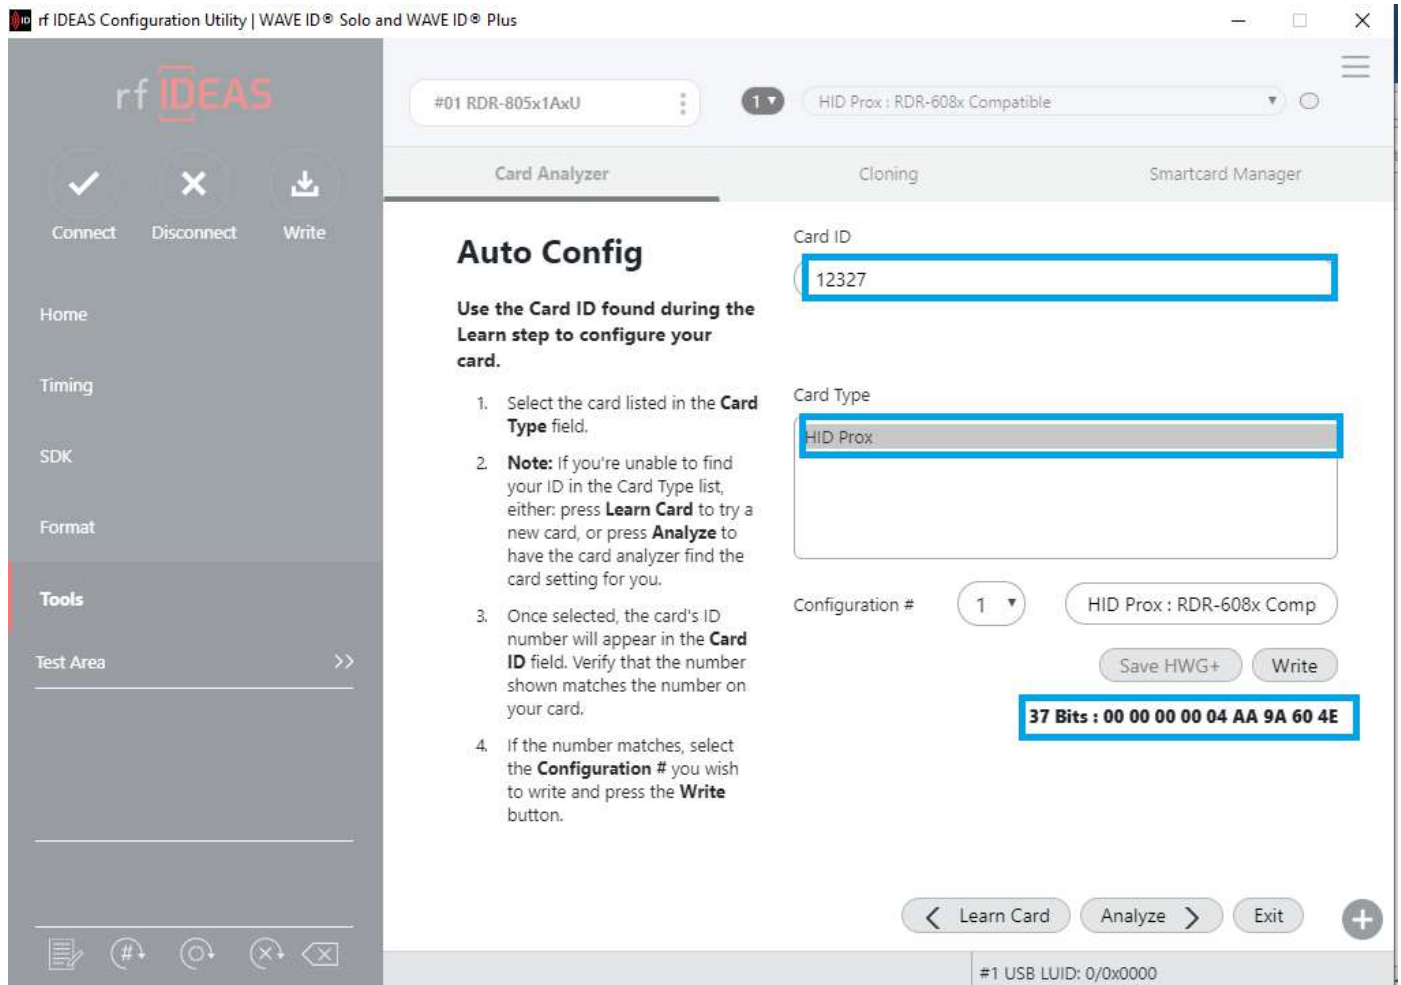 rf IDEAS Configuration Utility | WAVE ID® Solo and WAVE ID® Plus
rf IDEAS
Connect Disconnect Write
Home
Timing
SDK
Format
Tools
Test Area >>
#01 RDR-805x1AxU
1
HID Prox : RDR-608x Compatible
Card Analyzer Cloning Smartcard Manager
Auto Config
Use the Card ID found during the
Learn step to configure your
card.
1. Select the card listed in the Card
Type field.
2. Note: If you're unable to find
your ID in the Card Type list,
either: press Learn Card to try a
new card, or press Analyze to
have the card analyzer find the
card setting for you.
3. Once selected, the card's ID
number will appear in the Card
ID field. Verify that the number
shown matches the number on
your card.
4. If the number matches, select
the Configuration # you wish
to write and press the Write
button.
Card ID
12327
Card Type
HID Prox
Configuration # 1 HID Prox : RDR-608x Comp
Save HWG+ Write
37 Bits : 00 00 00 00 04 AA 9A 60 4E
Learn Card Analyze Exit
#1 USB LUID: 0/0x0000